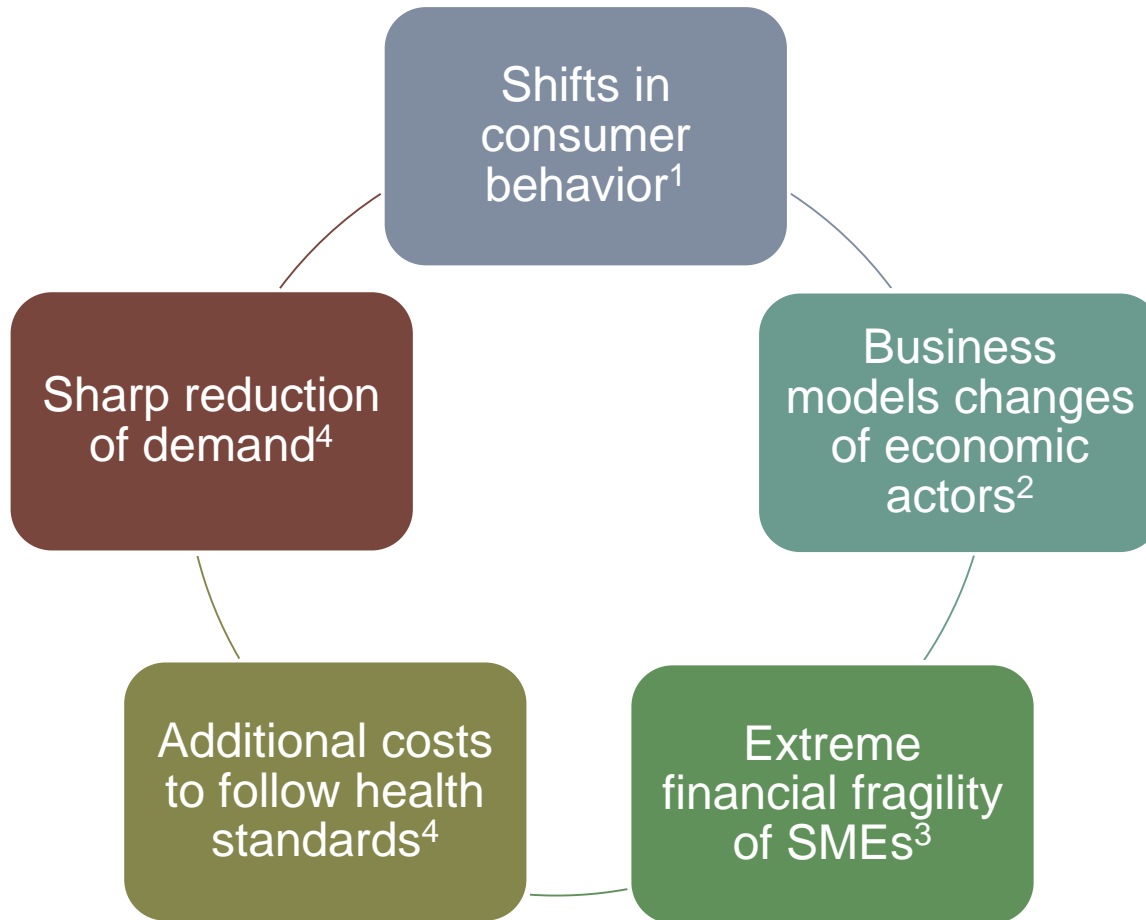 Shifts in
consumer
behavior¹
Business
models changes
of economic
actors²
Extreme
financial fragility
of SMEs³
Additional costs
to follow health
standards⁴
Sharp reduction
of demand⁴